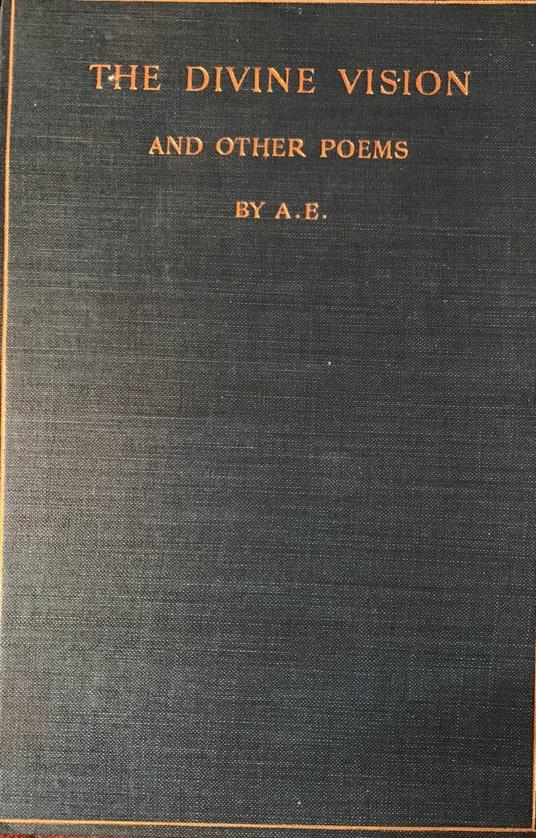 THE DIVINE VISION
AND OTHER POEMS
BY A.E.